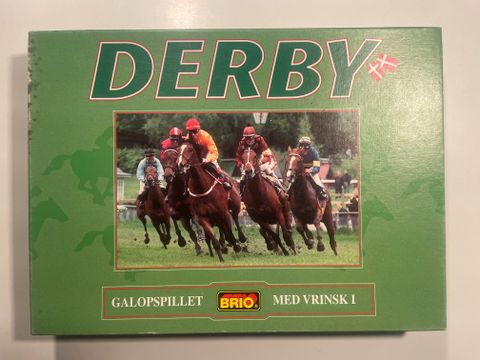 DERBY
GALOPSPILLET BRIO MED VRINSK I